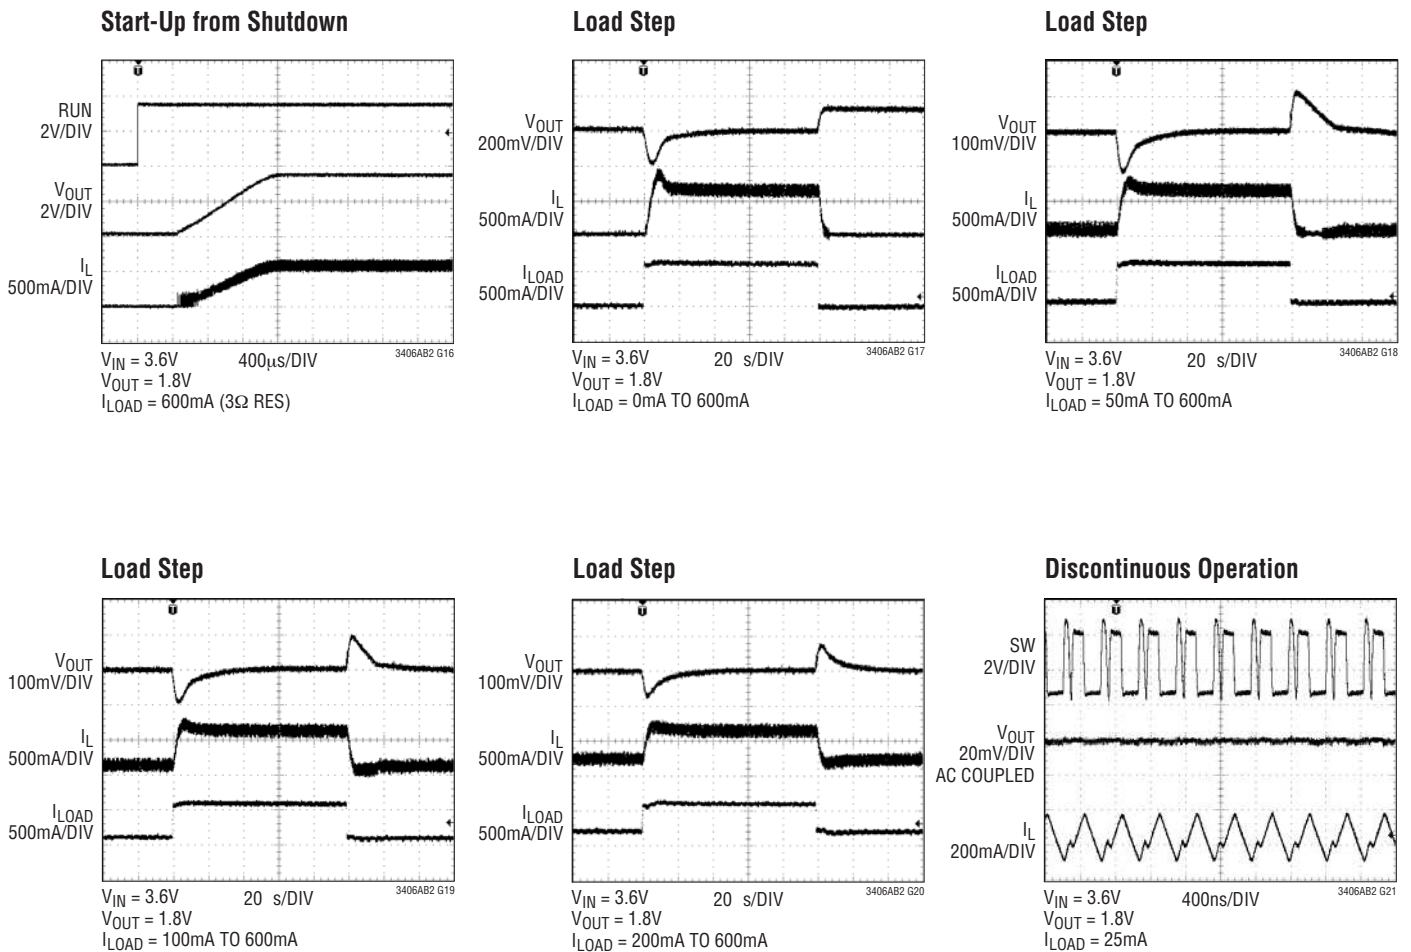 Start-Up from Shutdown
RUN
2V/DIV
VOUT
2V/DIV
IL
500mA/DIV
VIN = 3.6V
400µs/DIV
3406AB2 G16
VOUT = 1.8V
ILOAD = 600mA (3Ω RES)
Load Step
VOUT
200mV/DIV
IL
500mA/DIV
ILOAD
500mA/DIV
VIN = 3.6V
20 s/DIV
3406AB2 G17
VOUT = 1.8V
ILOAD = 0mA TO 600mA
Load Step
VOUT
100mV/DIV
IL
500mA/DIV
ILOAD
500mA/DIV
VIN = 3.6V
20 s/DIV
3406AB2 G18
VOUT = 1.8V
ILOAD = 50mA TO 600mA
Load Step
VOUT
100mV/DIV
IL
500mA/DIV
ILOAD
500mA/DIV
VIN = 3.6V
20 s/DIV
3406AB2 G19
VOUT = 1.8V
ILOAD = 100mA TO 600mA
Load Step
VOUT
100mV/DIV
IL
500mA/DIV
ILOAD
500mA/DIV
VIN = 3.6V
20 s/DIV
3406AB2 G20
VOUT = 1.8V
ILOAD = 200mA TO 600mA
Discontinuous Operation
SW
2V/DIV
VOUT
20mV/DIV
AC COUPLED
IL
200mA/DIV
VIN = 3.6V
400ns/DIV
3406AB2 G21
VOUT = 1.8V
ILOAD = 25mA